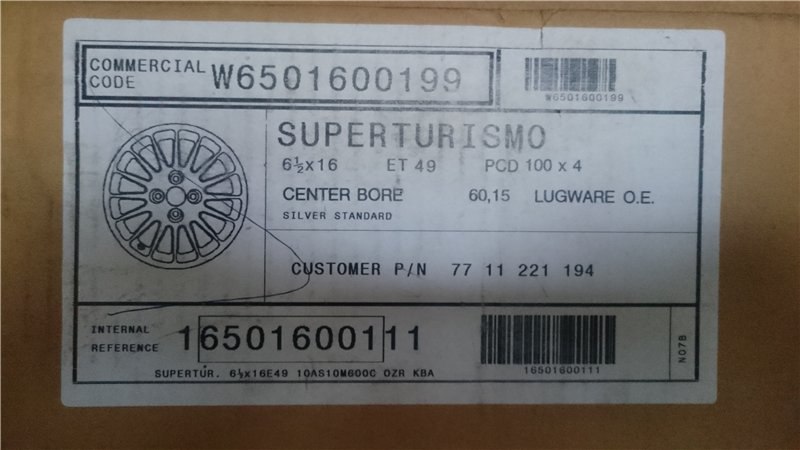 COMMERCIAL CODE W6501600199
W6501600199
SUPERTURISMO
6½x16 ET 49 PCD 100 x 4
CENTER BORE 60,15 LUGWARE O.E.
SILVER STANDARD
CUSTOMER P/N 77 11 221 194
INTERNAL REFERENCE 16501600111
16501600111
SUPERTUR. 6½x16E49 10AS10M600C OZR KBA
N07B